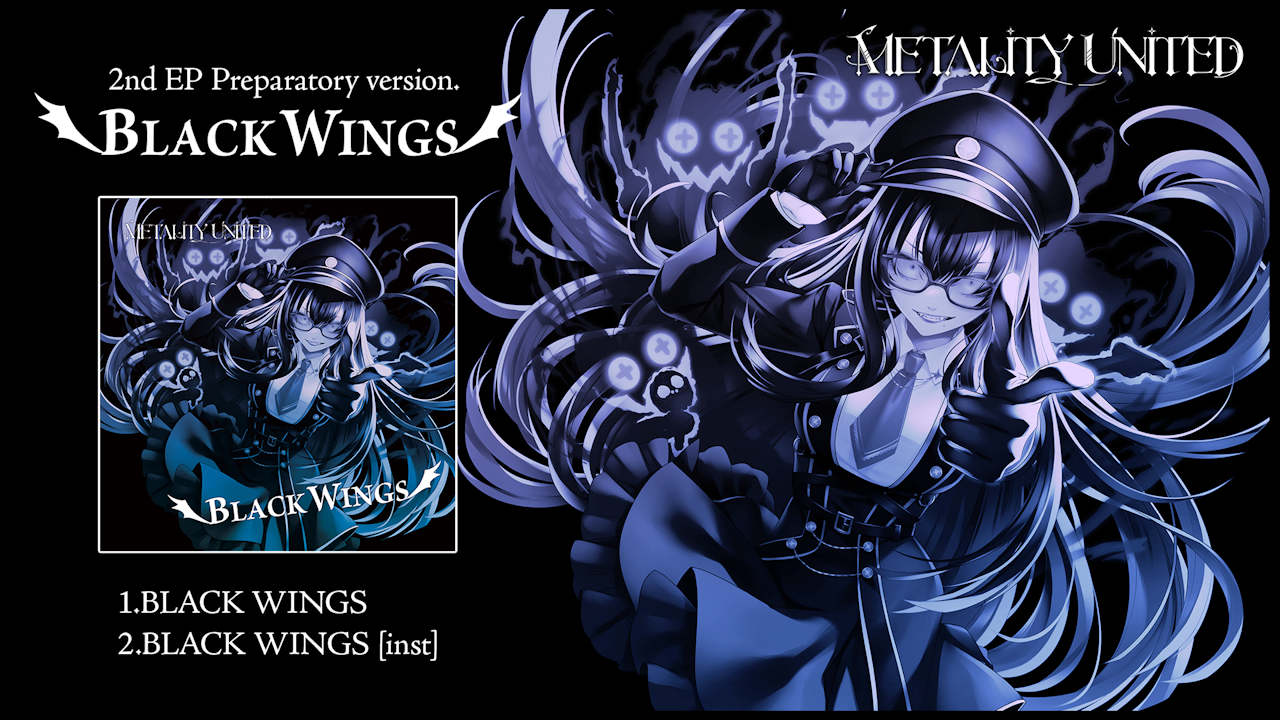 2nd EP Preparatory version.
BLACK WINGS
METALITY UNITED
METALITY UNITED
BLACK WINGS
1.BLACK WINGS
2.BLACK WINGS [inst]